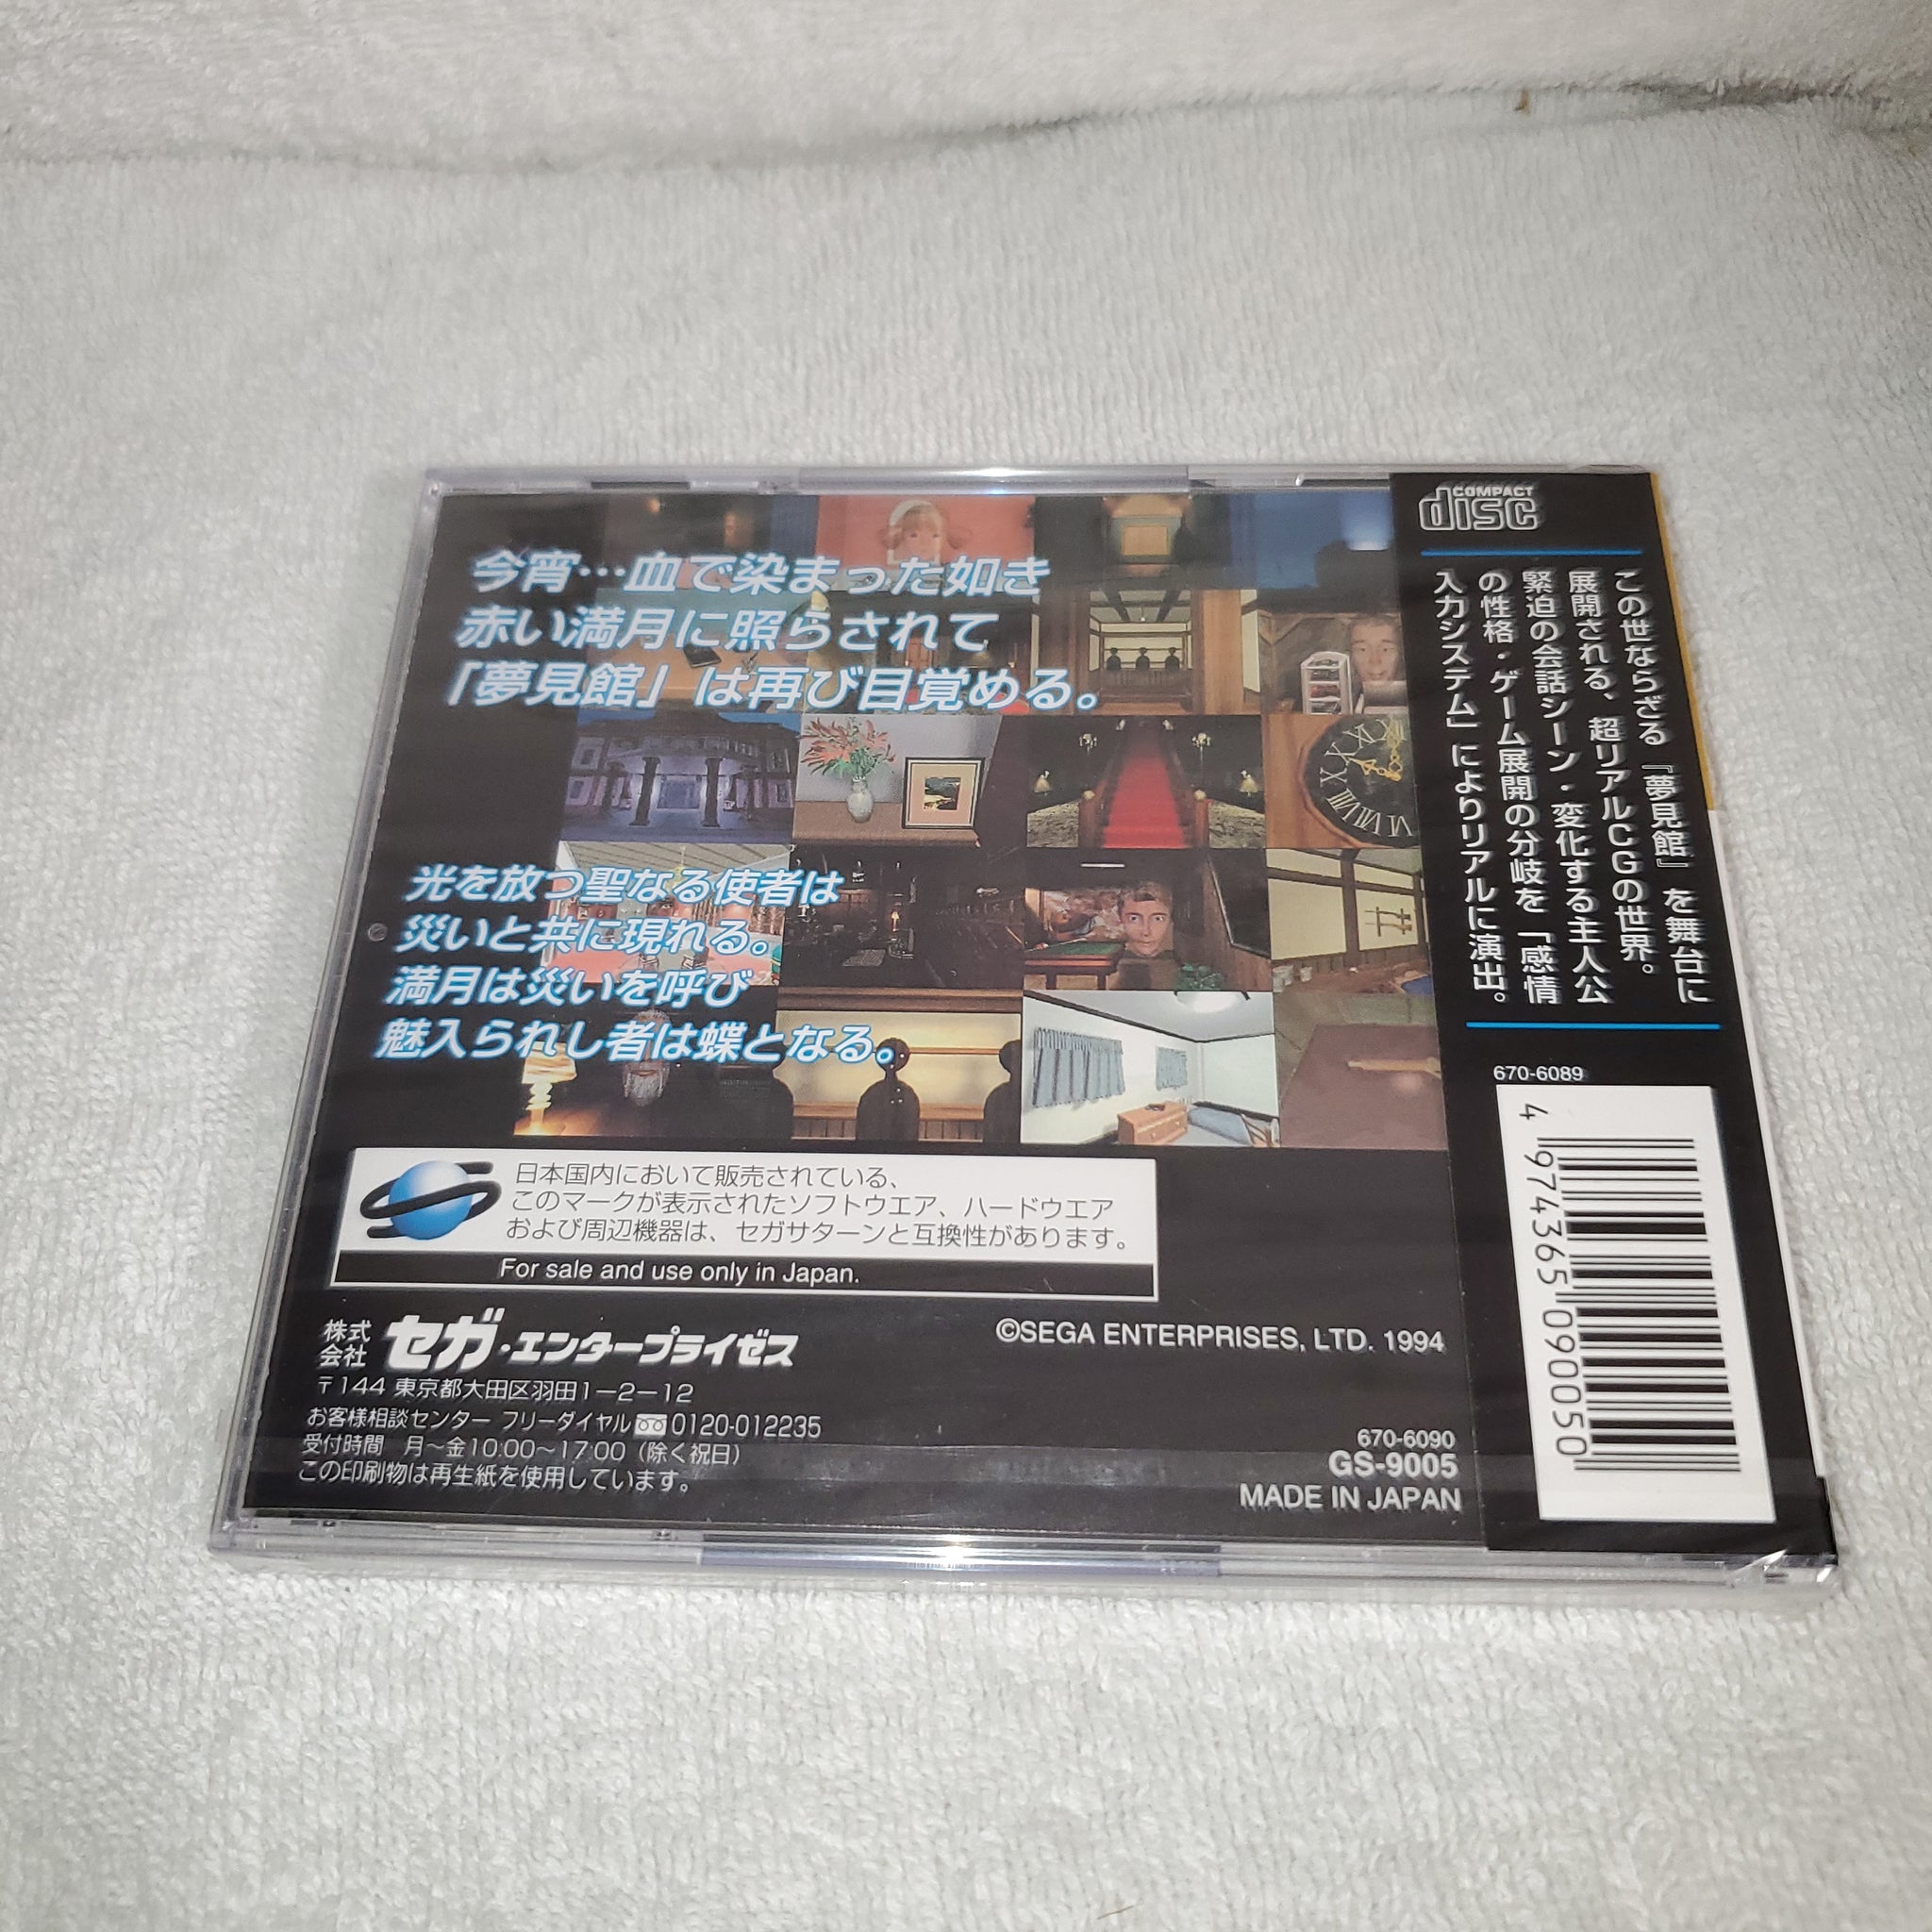 今宵…血で染まった如き
赤い満月に照らされて
「夢見館」は再び目覚める。
光を放つ聖なる使者は
災いと共に現れる。
満月は災いを呼び
魅入られし者は蝶となる。
日本国内において販売されている、
このマークが表示されたソフトウエア、ハードウエア
および周辺機器は、セガサターンと互換性があります。
For sale and use only in Japan.
株式会社 セガ・エンタープライゼス
〒144 東京都大田区羽田1-2-12
お客様相談センター フリーダイヤル 0120-012235
受付時間 月〜金10:00〜17:00(除く祝日)
この印刷物は再生紙を使用しています。
©SEGA ENTERPRISES, LTD. 1994
670-6090
GS-9005
MADE IN JAPAN
COMPACT
disc
この世ならざる『夢見館』を舞台に
展開される、超リアルCGの世界。
緊迫の会話シーン・変化する主人公
の性格・ゲーム展開の分岐を「感情
入力システム」によりリアルに演出。
670-6089
4 974365 090050